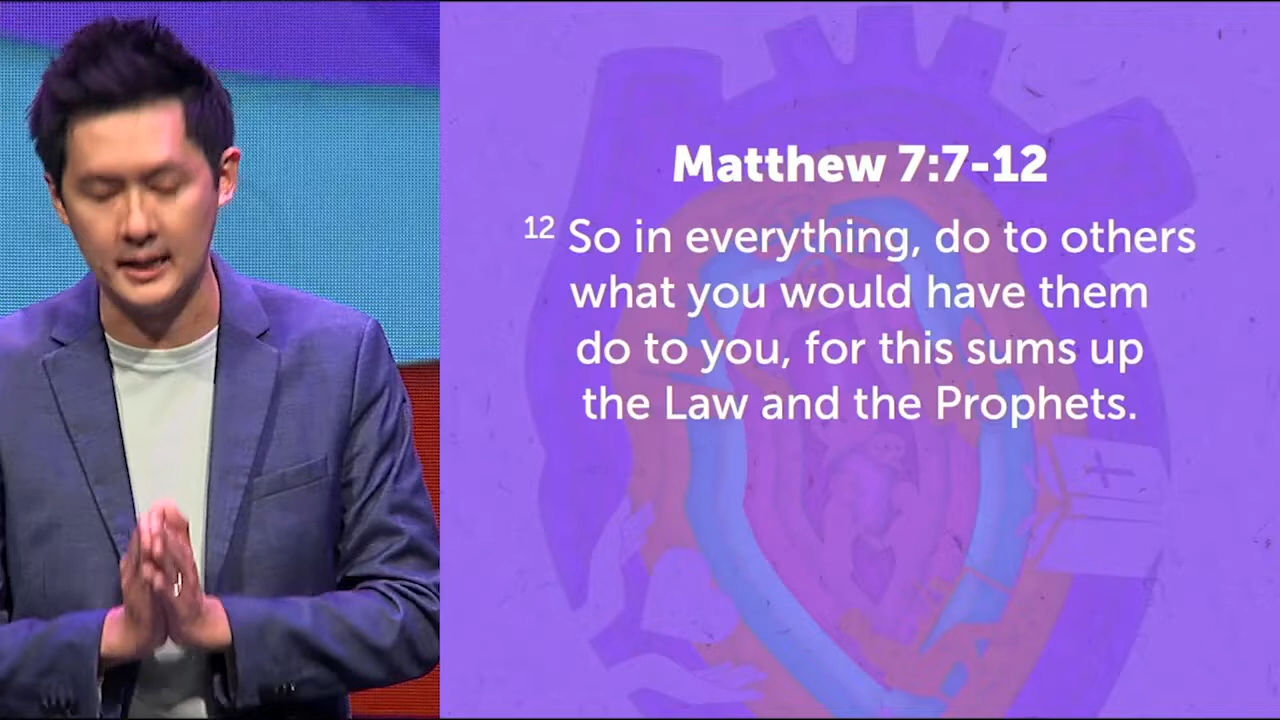 Matthew 7:7-12
12 So in everything, do to others
what you would have them
do to you, for this sums up
the Law and the Prophets.